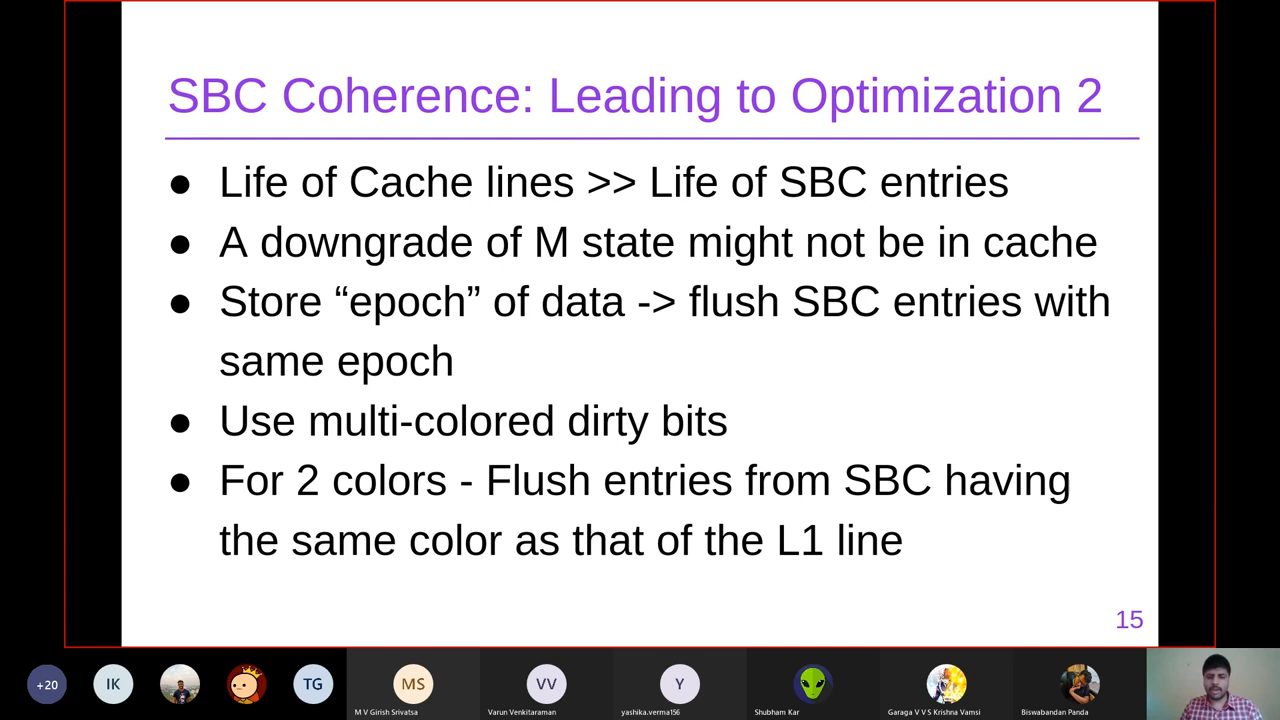 SBC Coherence: Leading to Optimization 2
● Life of Cache lines >> Life of SBC entries
● A downgrade of M state might not be in cache
● Store “epoch” of data -> flush SBC entries with
same epoch
● Use multi-colored dirty bits
● For 2 colors - Flush entries from SBC having
the same color as that of the L1 line
15
+20
IK
TG
MS
VV
Y
M V Girish Srivatsa
Varun Venkitaraman
yashika.verma156
Shubham Kar
Garaga V V S Krishna Vamsi
Biswabandan Panda